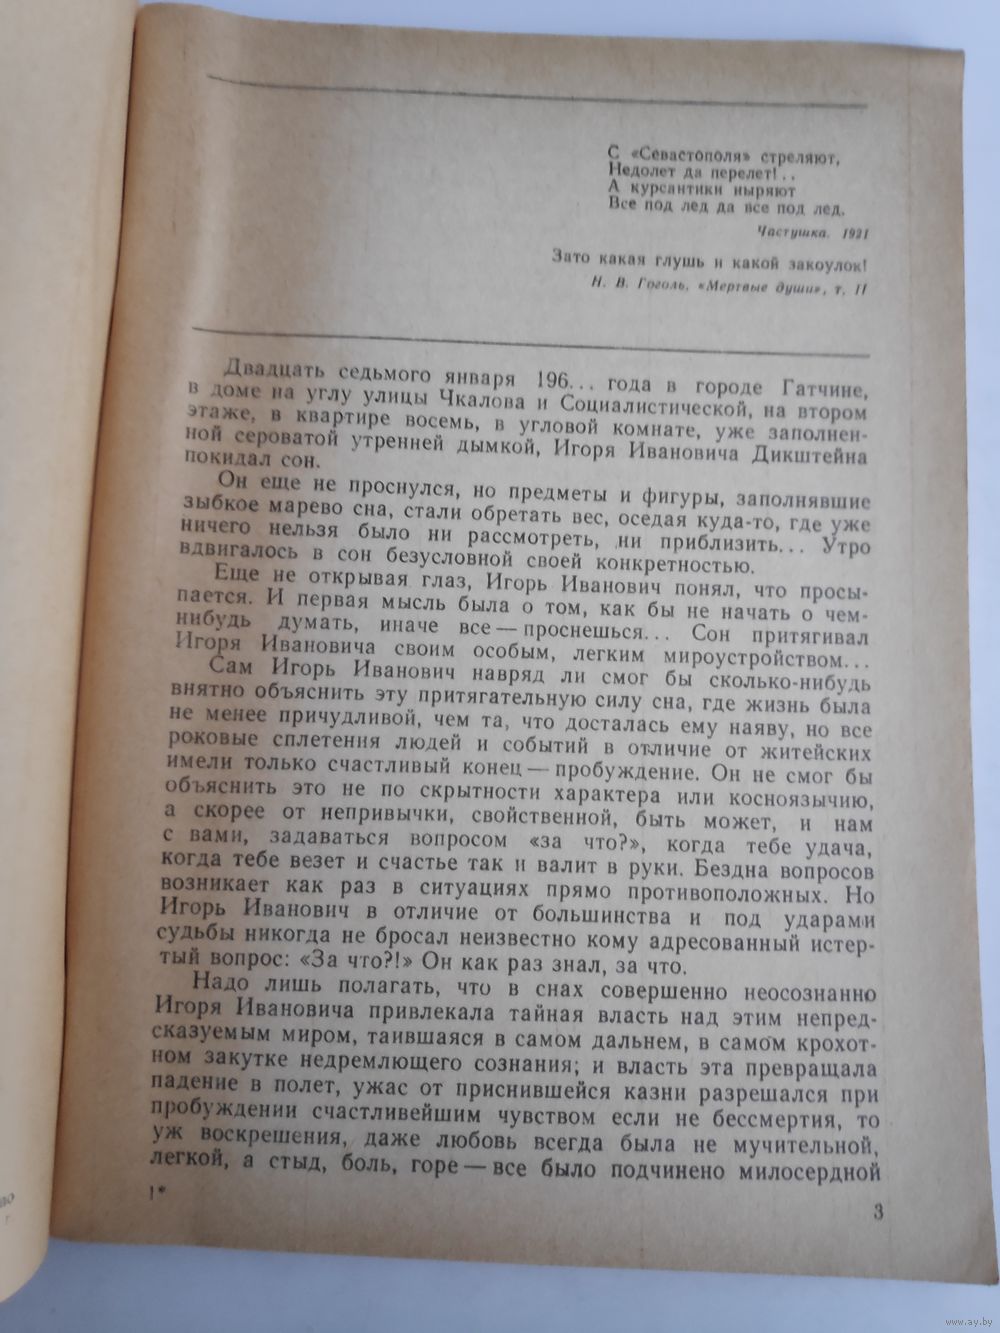 С «Севастополя» стреляют,
Недолет да перелет!..
А курсантики ныряют
Все под лед да все под лед.
Частушка. 1921
Зато какая глушь и какой закоулок!
Н. В. Гоголь, «Мертвые души», т. II
Двадцать седьмого января 196... года в городе Гатчине,
в доме на углу улицы Чкалова и Социалистической, на втором
этаже, в квартире восемь, в угловой комнате, уже заполнен-
ной сероватой утренней дымкой, Игоря Ивановича Дикштейна
покидал сон.
Он еще не проснулся, но предметы и фигуры, заполнявшие
зыбкое марево сна, стали обретать вес, оседая куда-то, где уже
ничего нельзя было ни рассмотреть, ни приблизить... Утро
вдвигалось в сон безусловной своей конкретностью.
Еще не открывая глаз, Игорь Иванович понял, что просы-
пается. И первая мысль была о том, как бы не начать о чем-
нибудь думать, иначе все — проснешься... Сон притягивал
Игоря Ивановича своим особым, легким мироустройством...
Сам Игорь Иванович навряд ли смог бы сколько-нибудь
внятно объяснить эту притягательную силу сна, где жизнь была
не менее причудливой, чем та, что досталась ему наяву, но все
роковые сплетения людей и событий в отличие от житейских
имели только счастливый конец — пробуждение. Он не смог бы
объяснить это не по скрытности характера или косноязычию,
а скорее от непривычки, свойственной, быть может, и нам
с вами, задаваться вопросом «за что?», когда тебе удача,
когда тебе везет и счастье так и валит в руки. Бездна вопросов
возникает как раз в ситуациях прямо противоположных. Но
Игорь Иванович в отличие от большинства и под ударами
судьбы никогда не бросал неизвестно кому адресованный истер-
тый вопрос: «За что?!» Он как раз знал, за что.
Надо лишь полагать, что в снах совершенно неосознанно
Игоря Ивановича привлекала тайная власть над этим непред-
сказуемым миром, таившаяся в самом дальнем, в самом крохот-
ном закутке недремлющего сознания; и власть эта превращала
падение в полет, ужас от приснившейся казни разрешался при
пробуждении счастливейшим чувством если не бессмертия, то
уж воскрешения, даже любовь всегда была не мучительной,
легкой, а стыд, боль, горе — все было подчинено милосердной
1*
3
www.ay.by